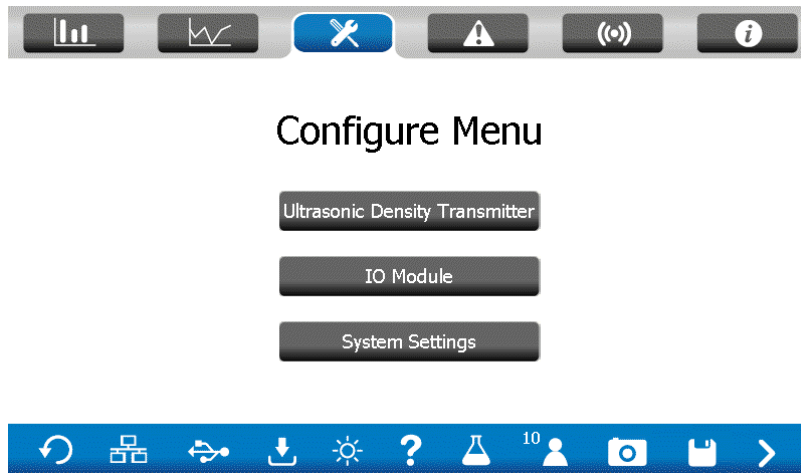 Configure Menu
Ultrasonic Density Transmitter
IO Module
System Settings
10